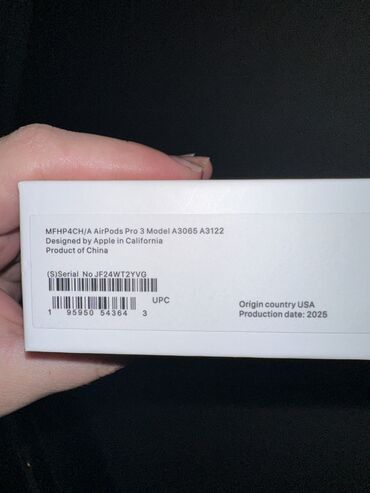 MFHP4CH/A AirPods Pro 3 Model A3065 A3122
Designed by Apple in California
Product of China
(S)Serial No JF24WT2YVG
UPC
1 95950 54364 3
Origin country USA
Production date: 2025